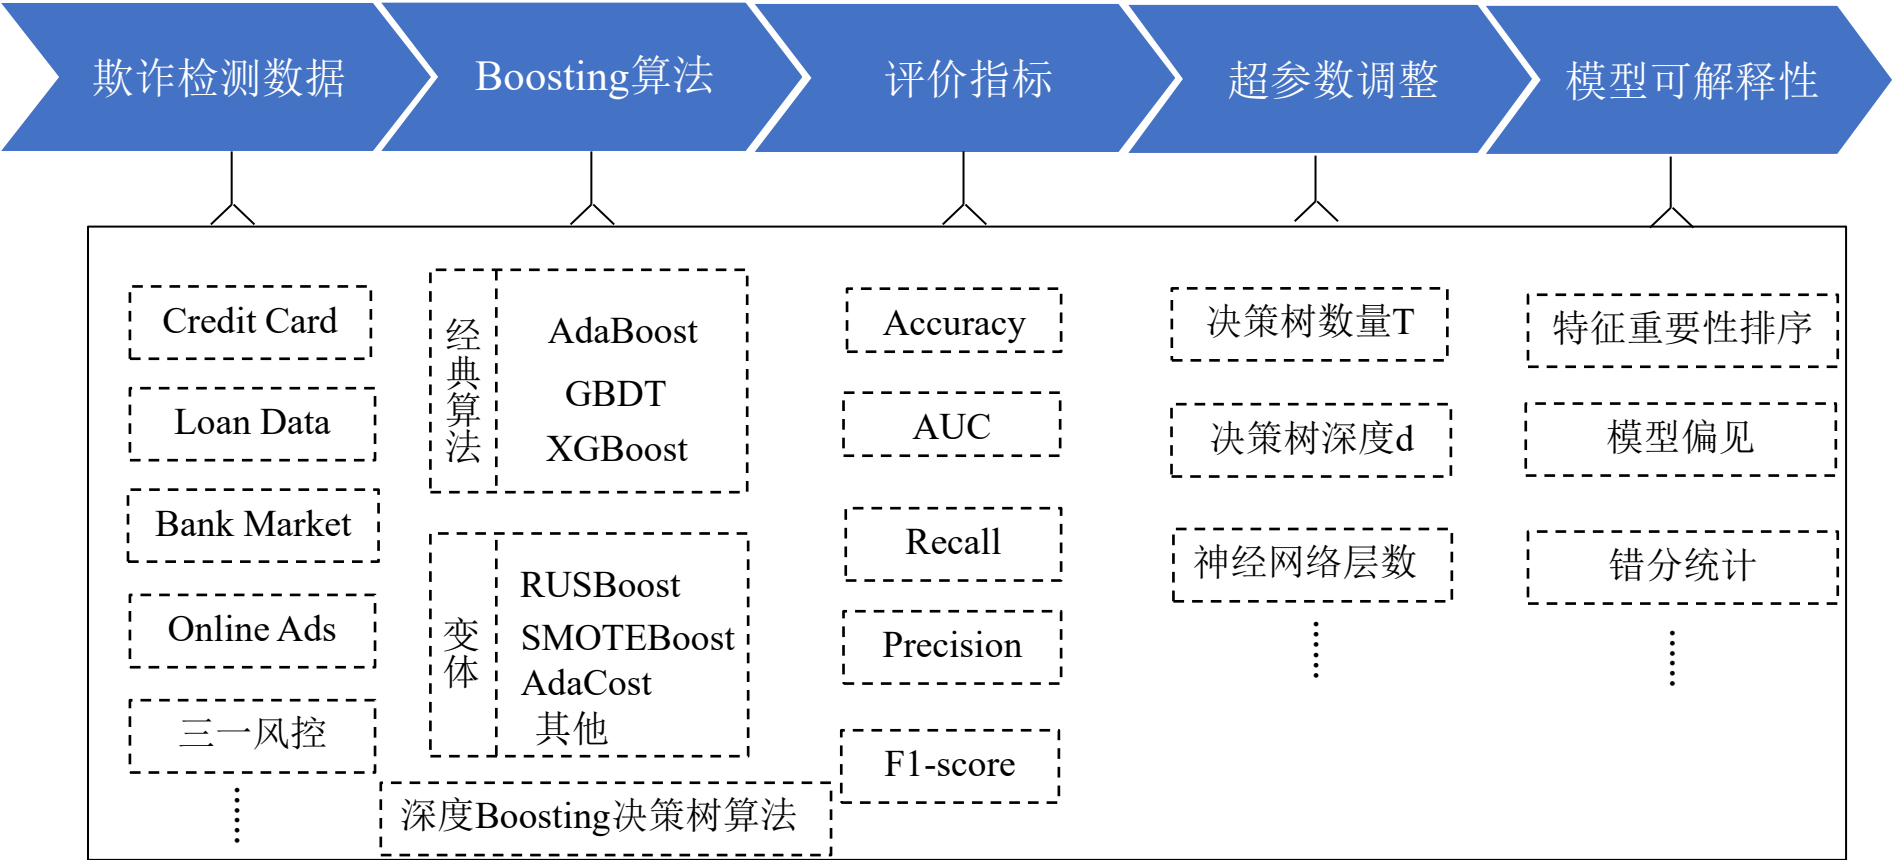 欺诈检测数据
Boosting算法
评价指标
超参数调整
模型可解释性
Credit Card
Loan Data
Bank Market
Online Ads
三一风控
经典算法
AdaBoost
GBDT
XGBoost
变体
RUSBoost
SMOTEBoost
AdaCost
其他
深度Boosting决策树算法
Accuracy
AUC
Recall
Precision
F1-score
决策树数量T
决策树深度d
神经网络层数
特征重要性排序
模型偏见
错分统计